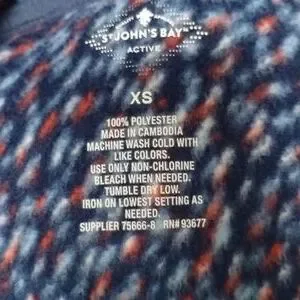 ST JOHN'S BAY
ACTIVE
XS
100% POLYESTER
MADE IN CAMBODIA
MACHINE WASH COLD WITH
LIKE COLORS.
USE ONLY NON-CHLORINE
BLEACH WHEN NEEDED.
TUMBLE DRY LOW.
IRON ON LOWEST SETTING AS
NEEDED.
SUPPLIER 75666-8 RN# 93677